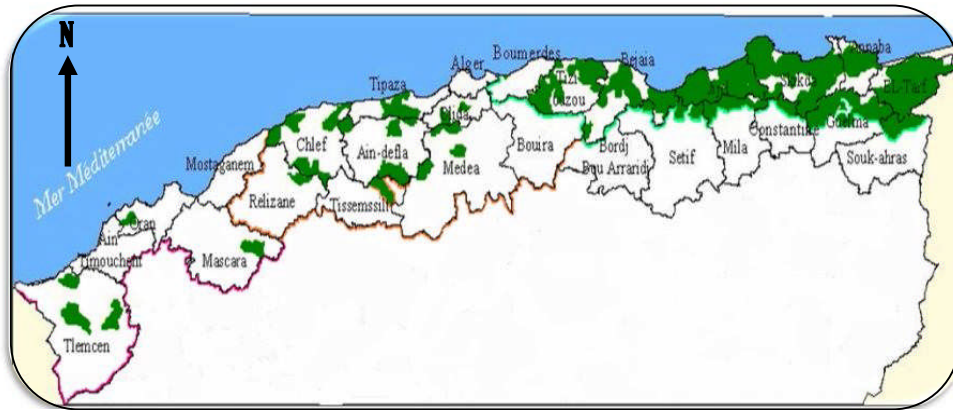 N
Mer Méditerranée
Annaba
Boumerdes
Bejaia
Alger
Tizi
Ouzou
Skikda
El-Tarf
Tipaza
Blida
Guelma
Constantine
Chlef
Ain-defla
Medea
Bouira
Bordj
Bou Arraridj
Setif
Mila
Souk-ahras
Mostaganem
Relizane
Tissemssilt
Oran
Ain
Timouchent
Mascara
Tlemcen